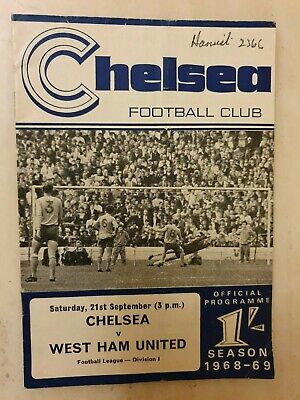 2366
Chelsea
FOOTBALL CLUB
Saturday, 21st September (3 p.m.)
CHELSEA
v
WEST HAM UNITED
Football League — Division I
OFFICIAL
PROGRAMME
1'/-
SEASON
1968-69